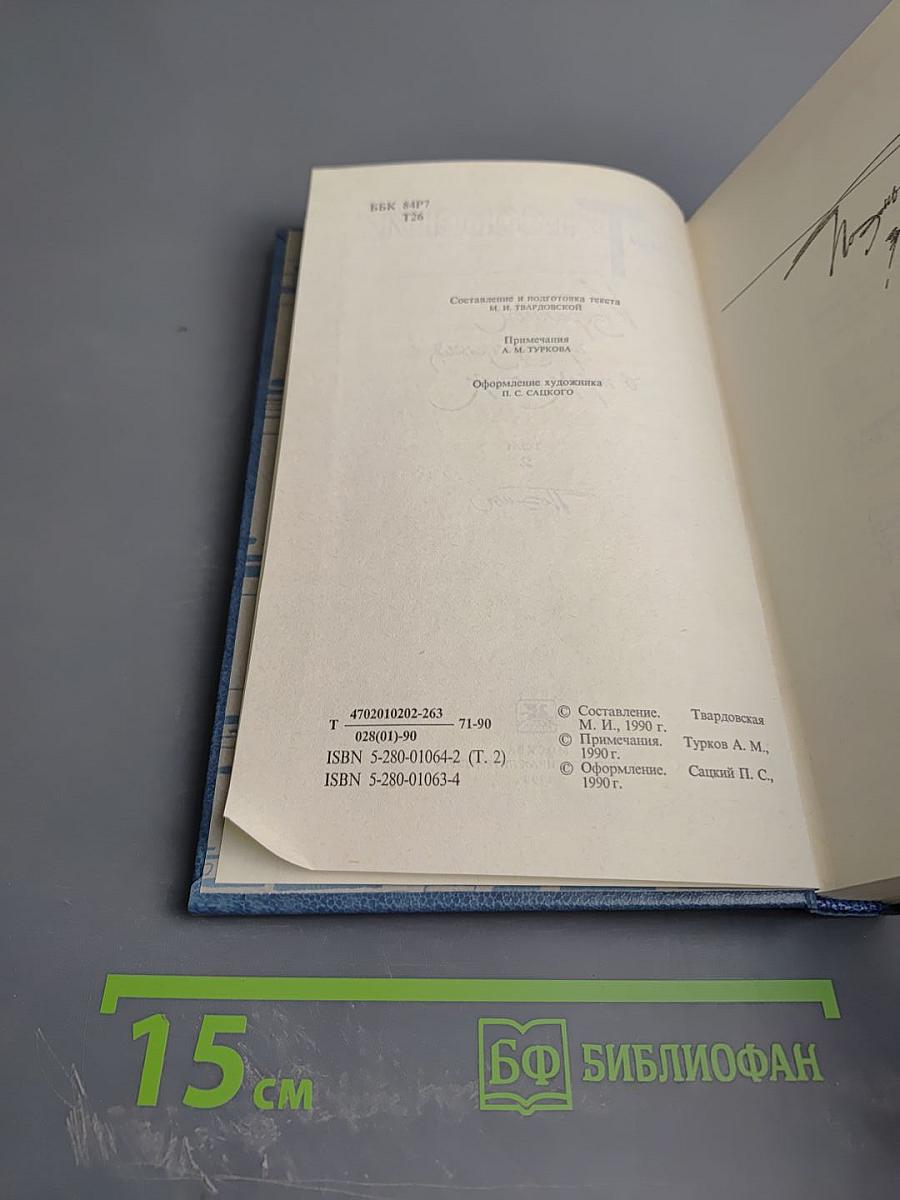 ББК 84Р7
Т26
Составление и подготовка текста
М. И. ТВАРДОВСКОЙ
Примечания
А. М. ТУРКОВА
Оформление художника
П. С. САЦКОГО
Т 4702010202-263 71-90
028(01)-90
ISBN 5-280-01064-2 (Т. 2)
ISBN 5-280-01063-4
© Составление. Твардовская
М. И., 1990 г.
© Примечания. Турков А. М.,
1990 г.
© Оформление. Сацкий П. С.,
1990 г.
15 см
БФ БИБЛИОФАН